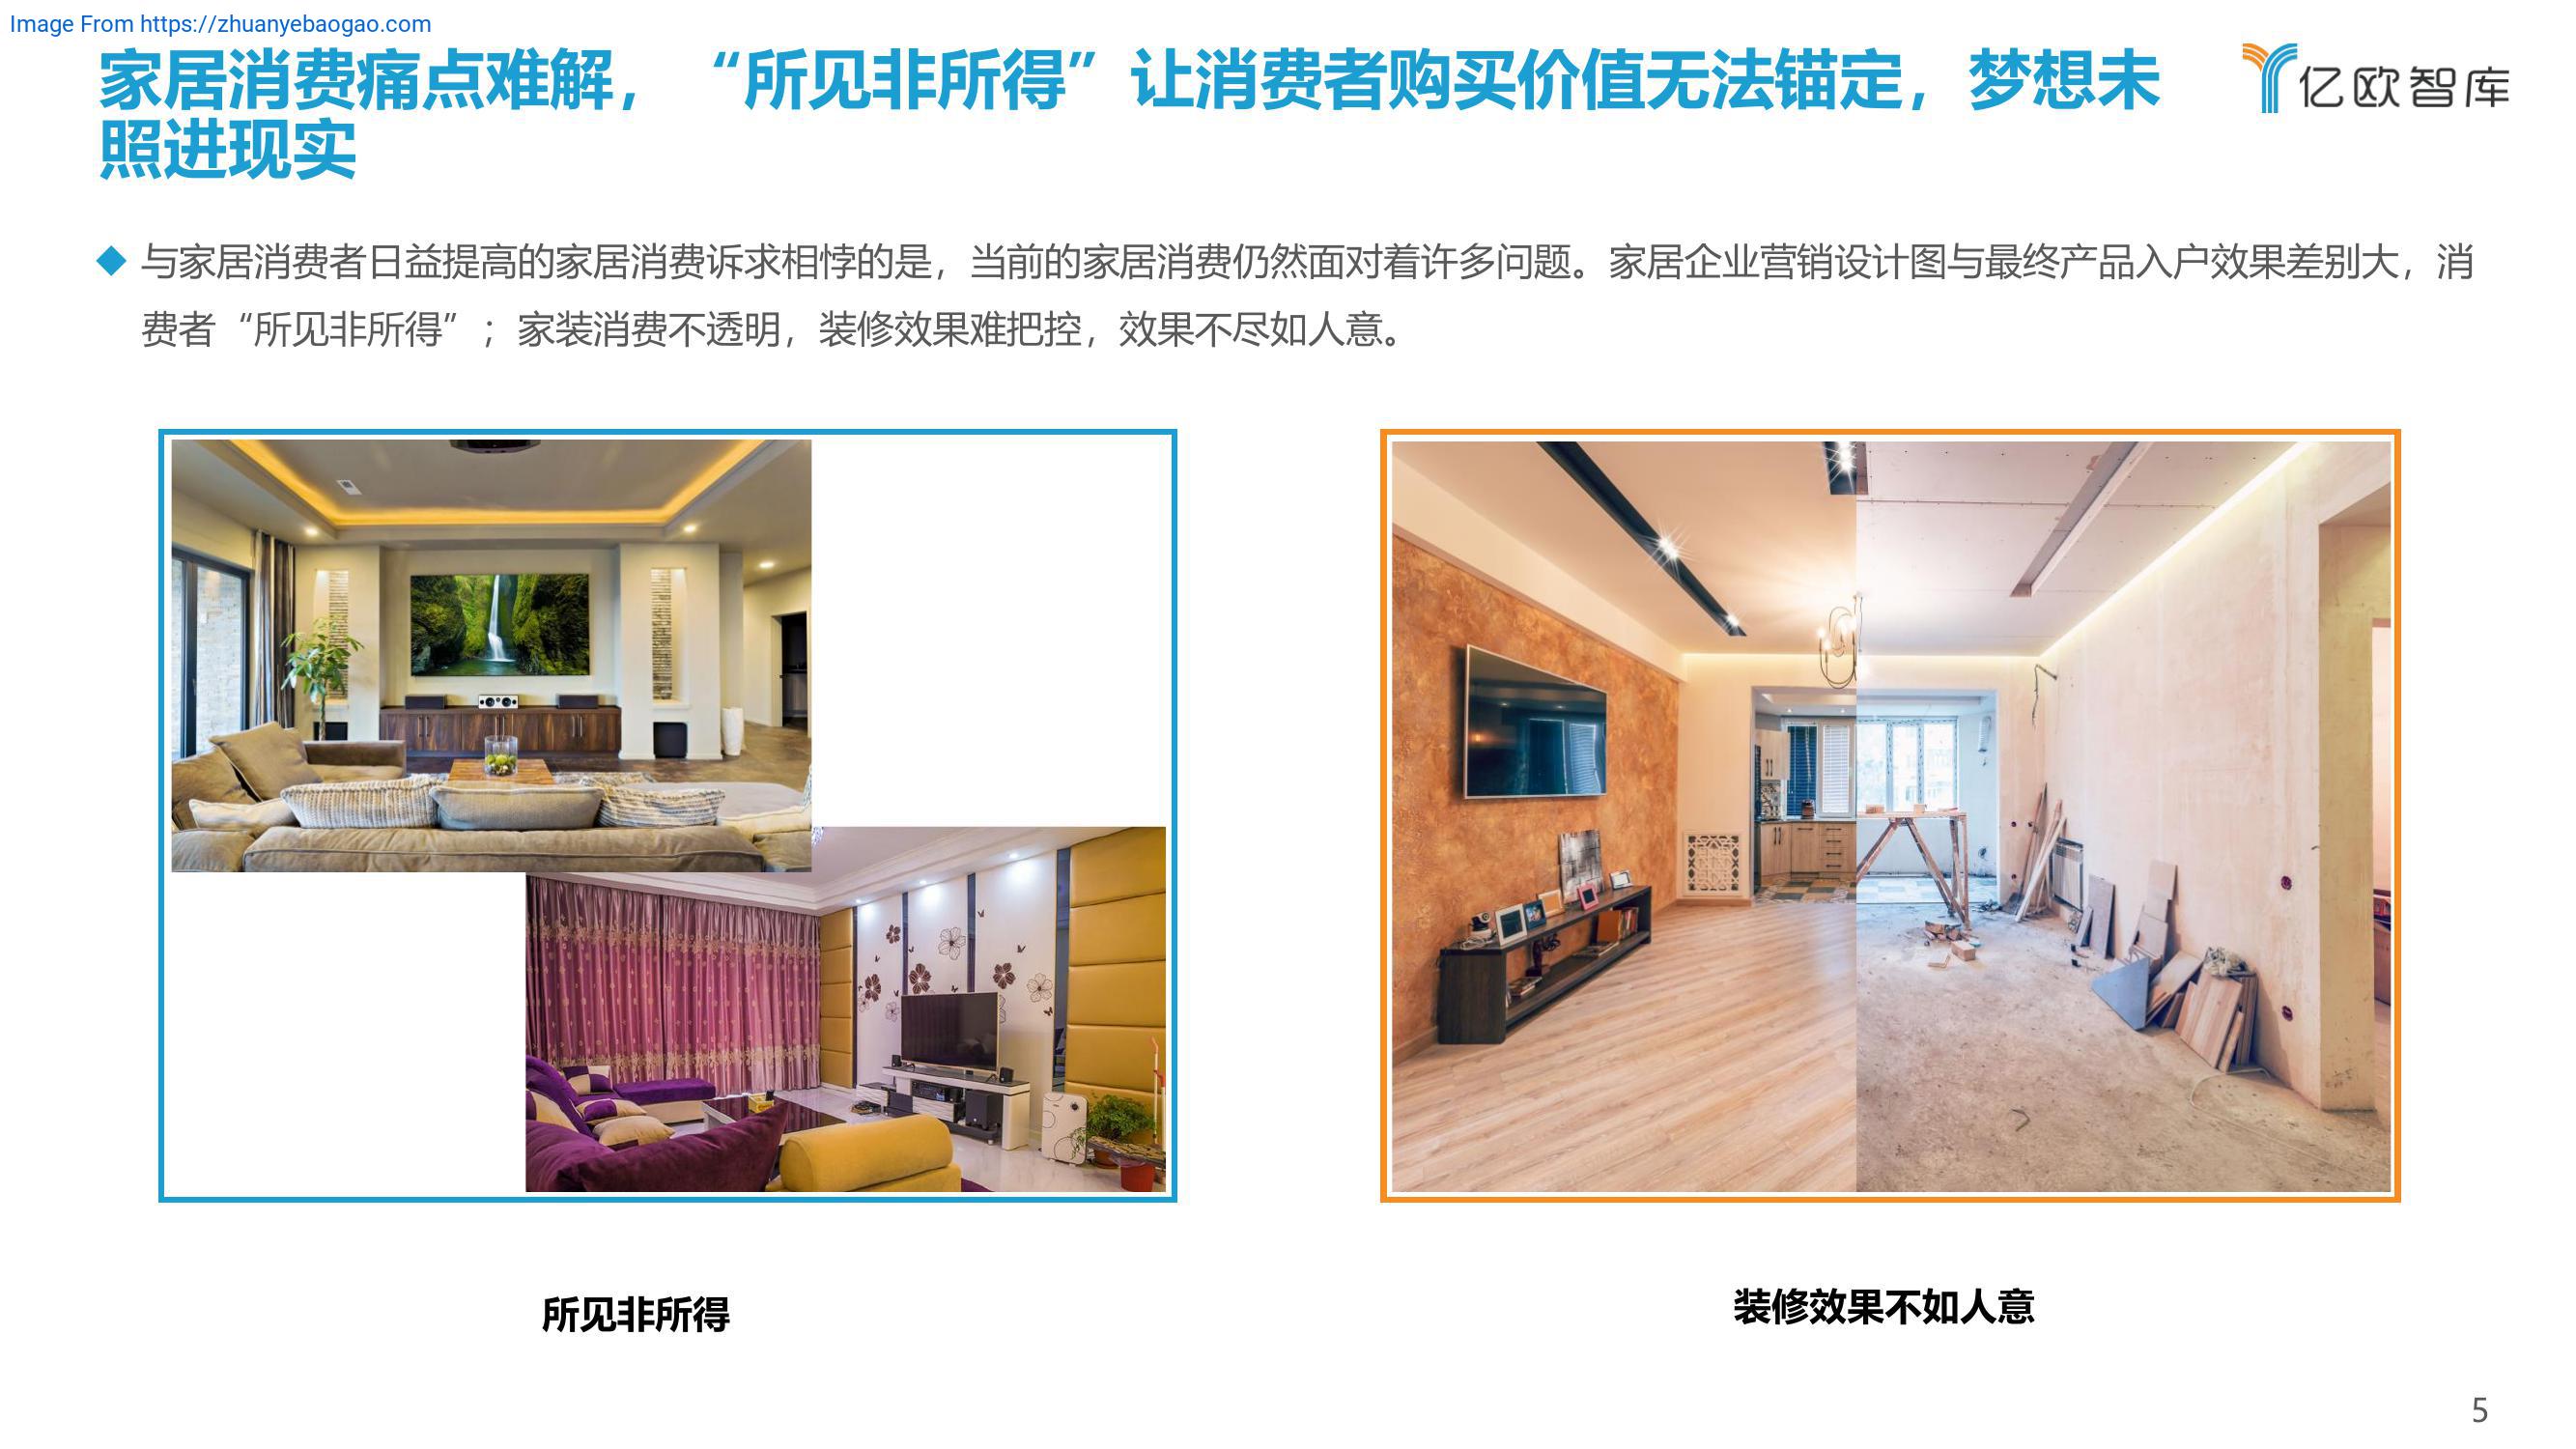 Image From https://zhuanyebaogao.com
家居消费痛点难解，“所见非所得”让消费者购买价值无法锚定，梦想未
照进现实
亿欧智库
与家居消费者日益提高的家居消费诉求相悖的是，当前的家居消费仍然面对着许多问题。家居企业营销设计图与最终产品入户效果差别大，消
费者“所见非所得”；家装消费不透明，装修效果难把控，效果不尽如人意。
所见非所得
装修效果不如人意
5